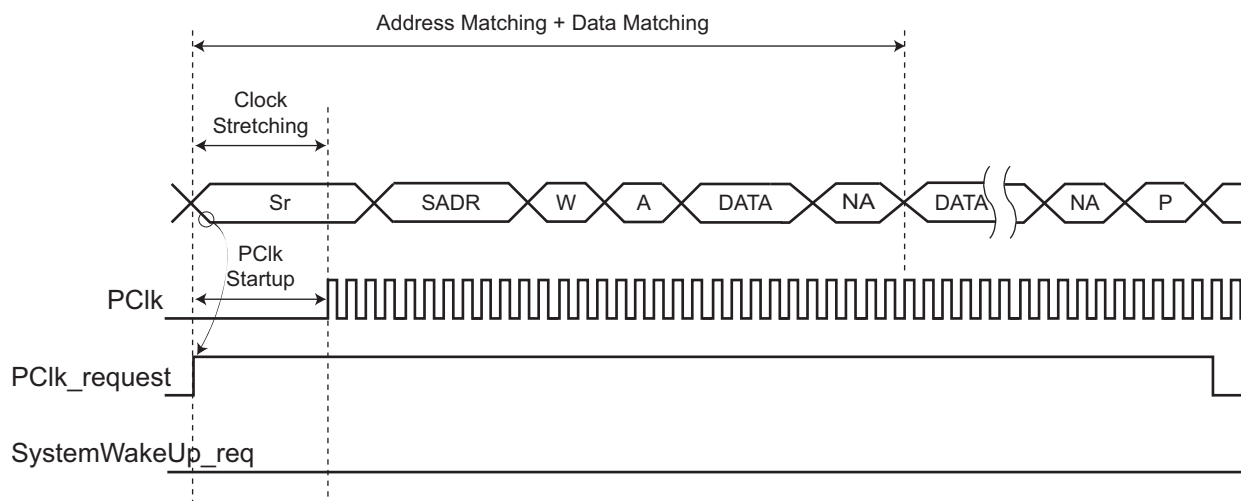 Address Matching + Data Matching
Clock
Stretching
Sr
SADR
W
A
DATA
NA
DATA
NA
P
PClk
Startup
PClk
PClk_request
SystemWakeUp_req